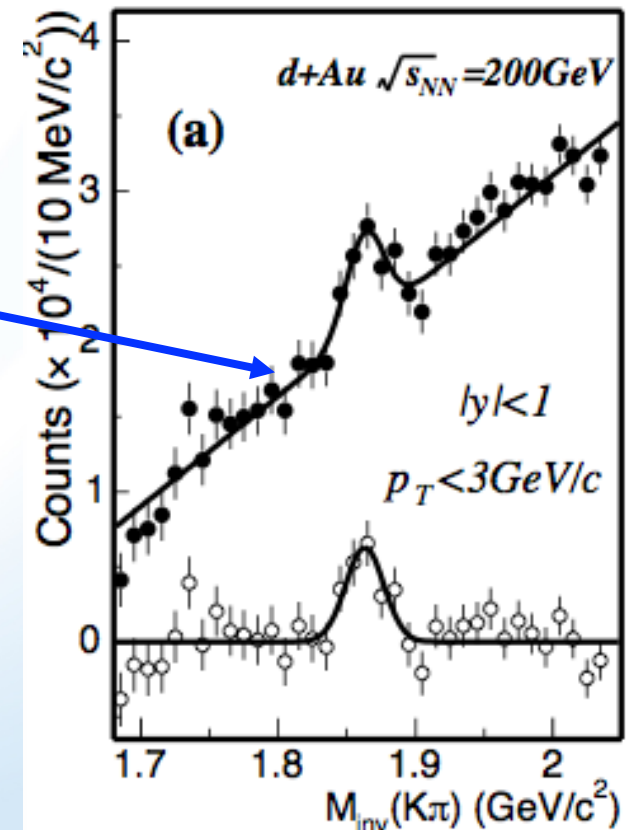 4
d+Au √s_NN=200GeV
(a)
3
Counts (× 10⁴/(10 MeV/c²))
2
|y|<1
p_T<3GeV/c
1
0
1.7 1.8 1.9 2
M_inv(Kπ) (GeV/c²)